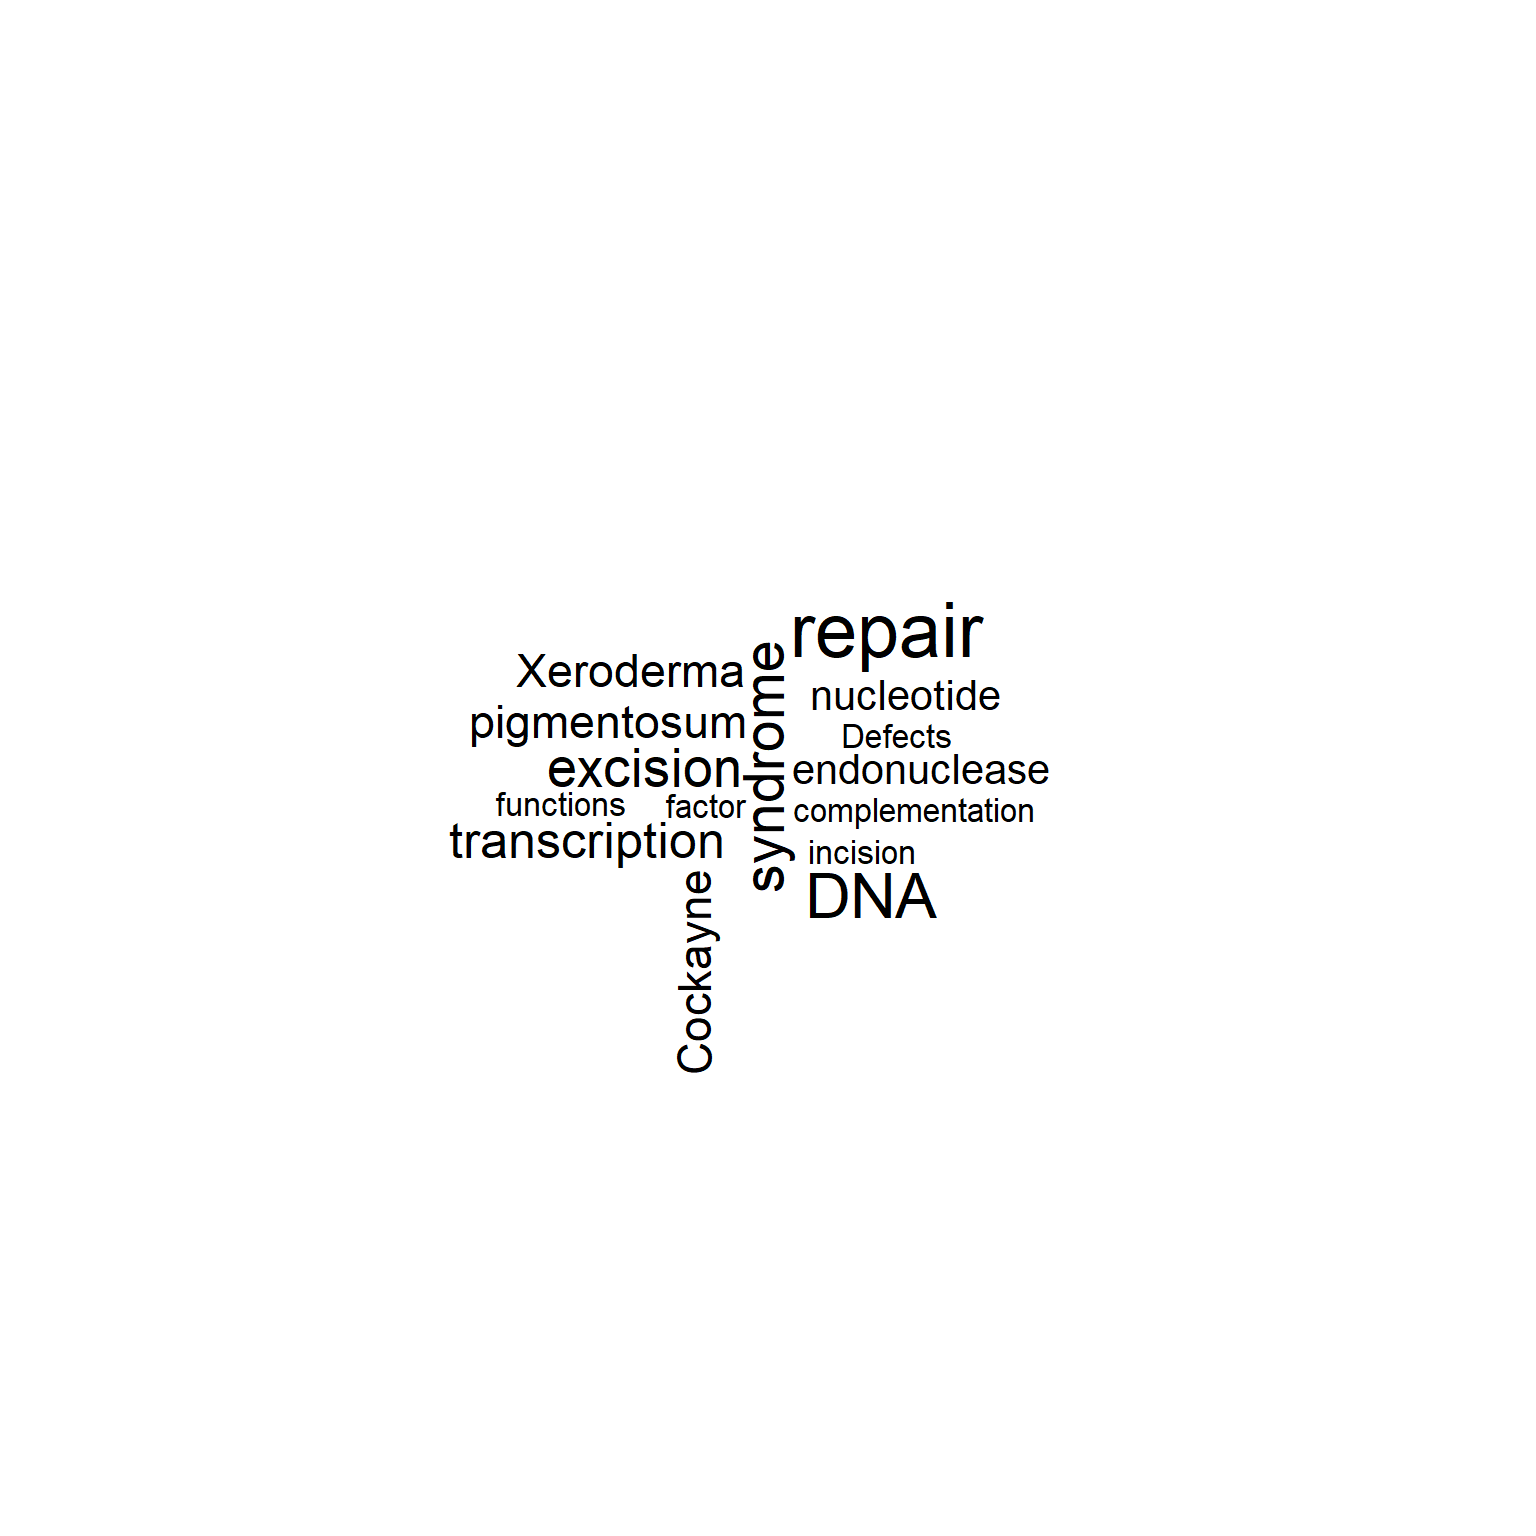 repair
Xeroderma
syndrome
nucleotide
pigmentosum
Defects
excision
endonuclease
functions
factor
complementation
transcription
incision
DNA
Cockayne